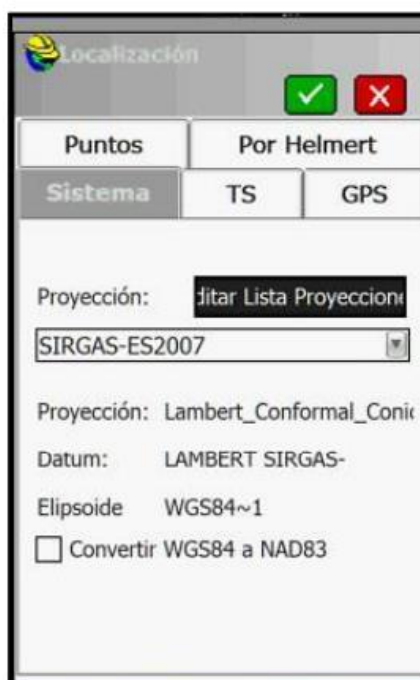 Localización
Puntos Por Helmert
Sistema TS GPS
Proyección: ditar Lista Proyeccione
SIRGAS-ES2007
Proyección: Lambert_Conformal_Conic
Datum: LAMBERT SIRGAS-
Elipsoide WGS84~1
Convertir WGS84 a NAD83